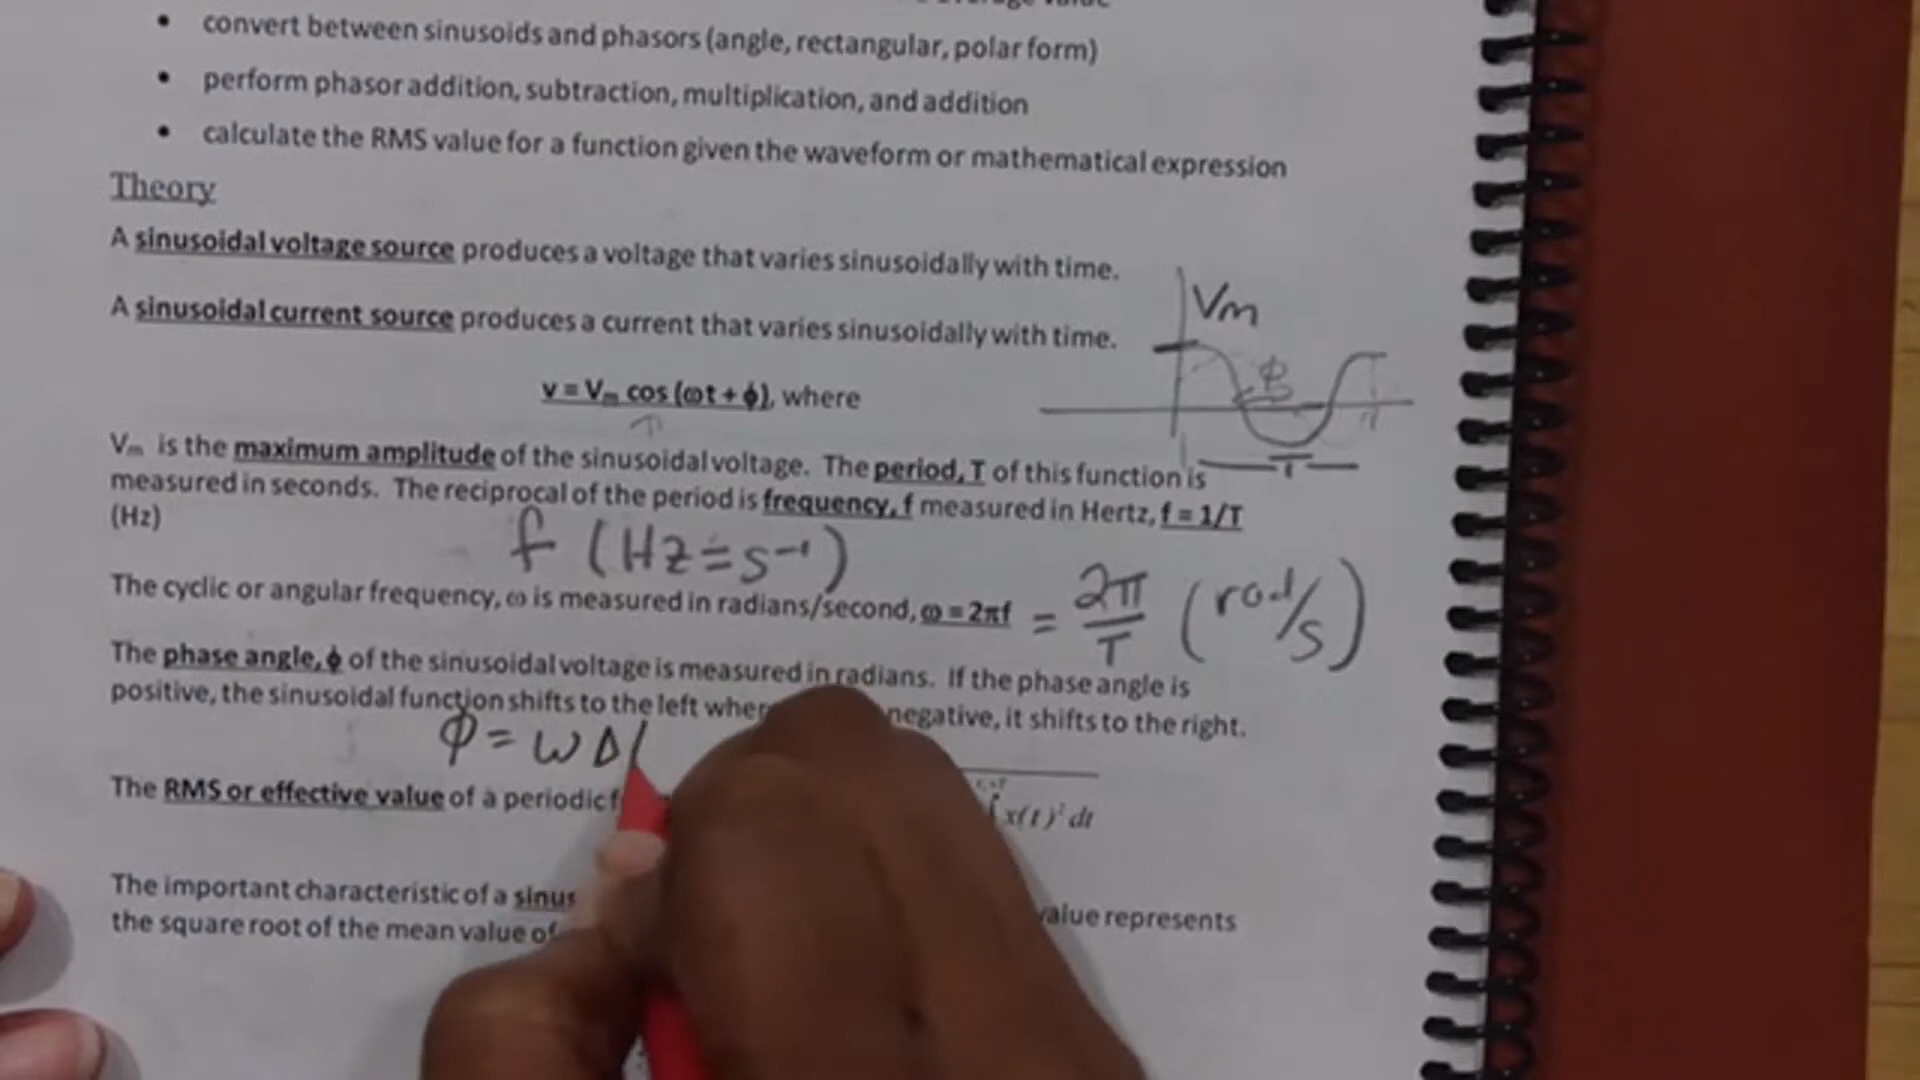 convert between sinusoids and phasors (angle, rectangular, polar form)
perform phasor addition, subtraction, multiplication, and addition
calculate the RMS value for a function given the waveform or mathematical expression
Theory
A sinusoidal voltage source produces a voltage that varies sinusoidally with time.
Vm
A sinusoidal current source produces a current that varies sinusoidally with time.
v = Vm cos (ωt + ϕ), where
Vm is the maximum amplitude of the sinusoidal voltage. The period, T of this function is
T
measured in seconds. The reciprocal of the period is frequency, f measured in Hertz, f = 1/T
(Hz)
f (Hz = s⁻¹)
The cyclic or angular frequency, ω is measured in radians/second, ω = 2πf = 2π/T (rad/s)
The phase angle, ϕ of the sinusoidal voltage is measured in radians. If the phase angle is
positive, the sinusoidal function shifts to the left negative, it shifts to the right.
ϕ = ω Δ
The RMS or effective value of a periodic
x(t)² dt
The important characteristic of a value represents
the square root of the mean value of